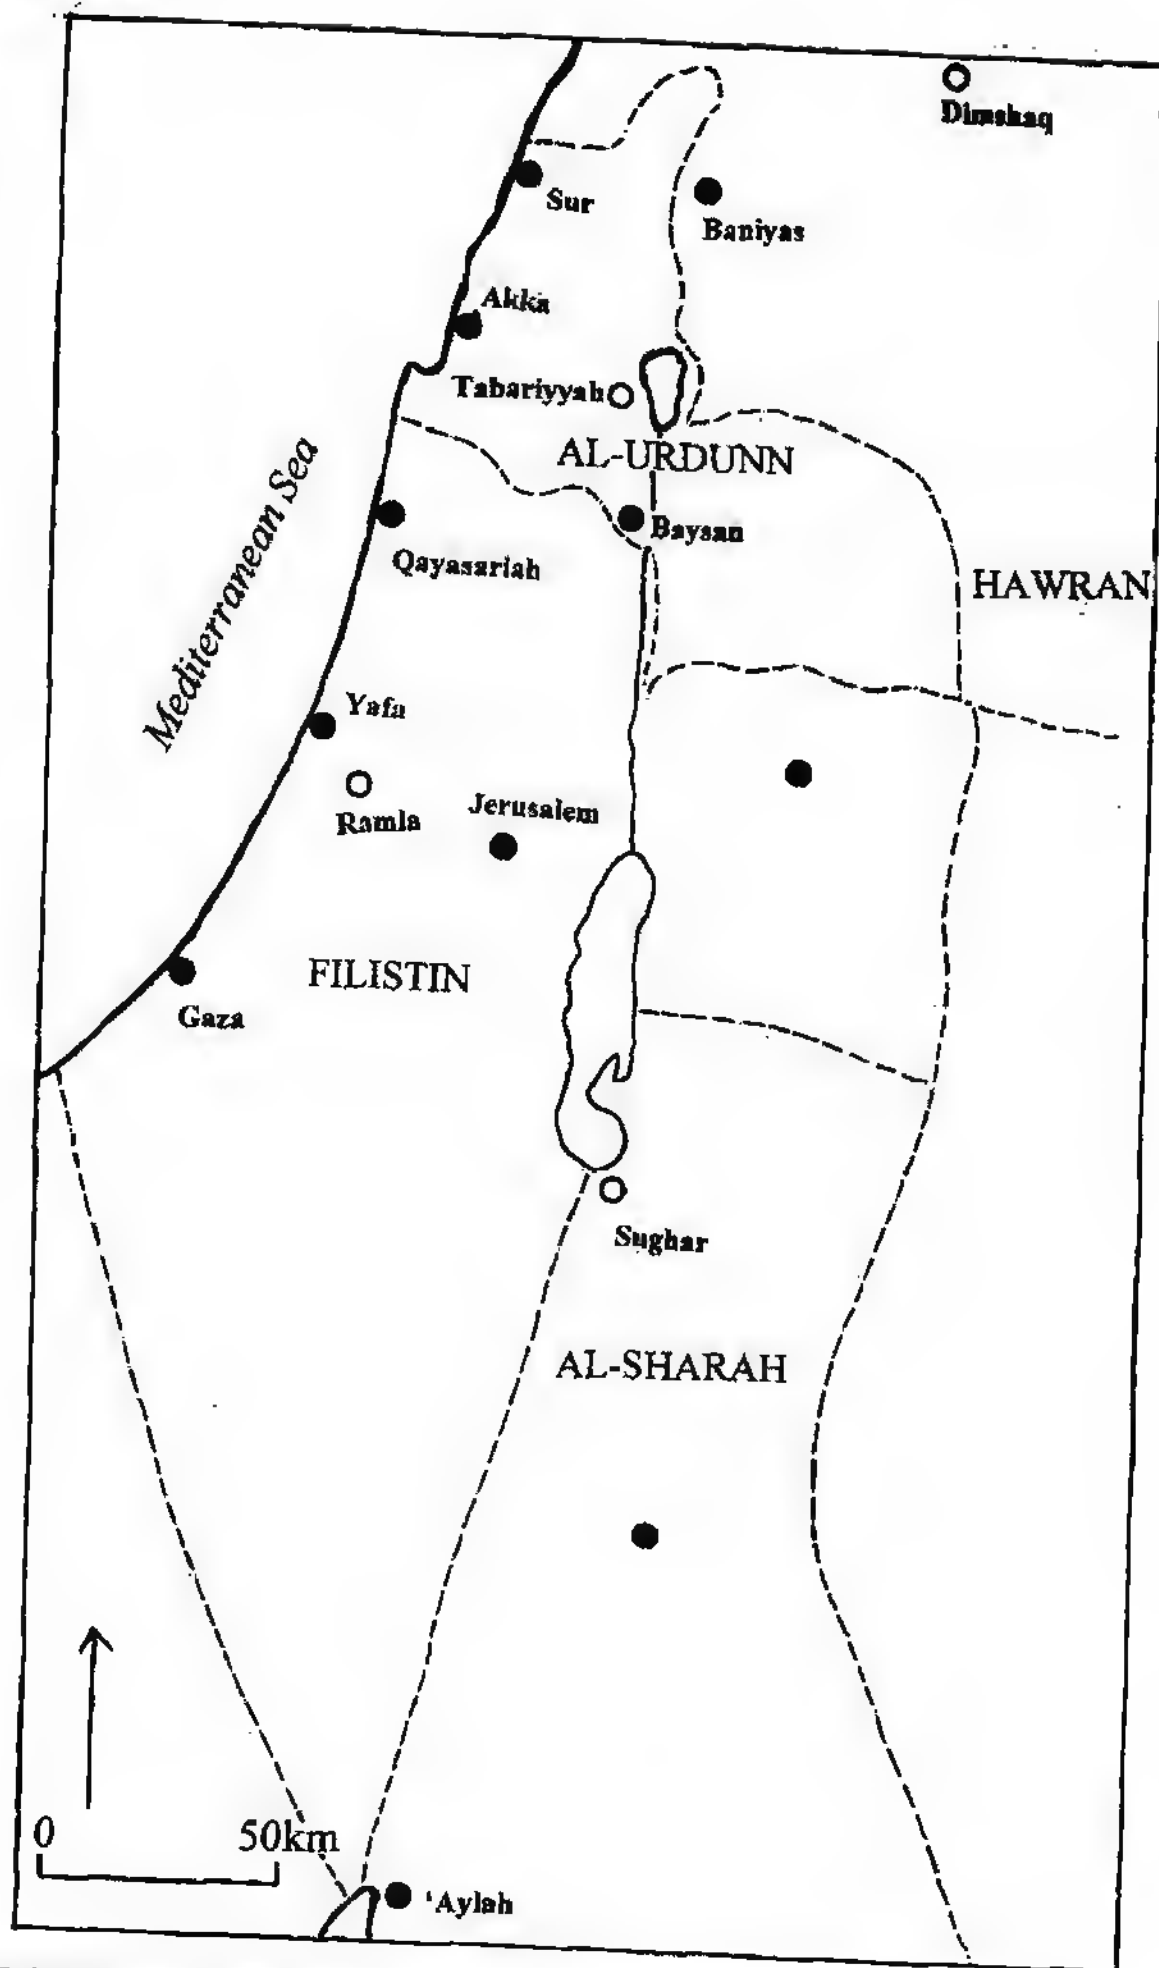 Dimshaq
Sur
Baniyas
Akka
Tabariyyah
AL-URDUNN
Mediterranean Sea
Qayasariah
Baysan
HAWRAN
Yafa
Ramla
Jerusalem
FILISTIN
Gaza
Sughar
AL-SHARAH
0 50km
'Aylah